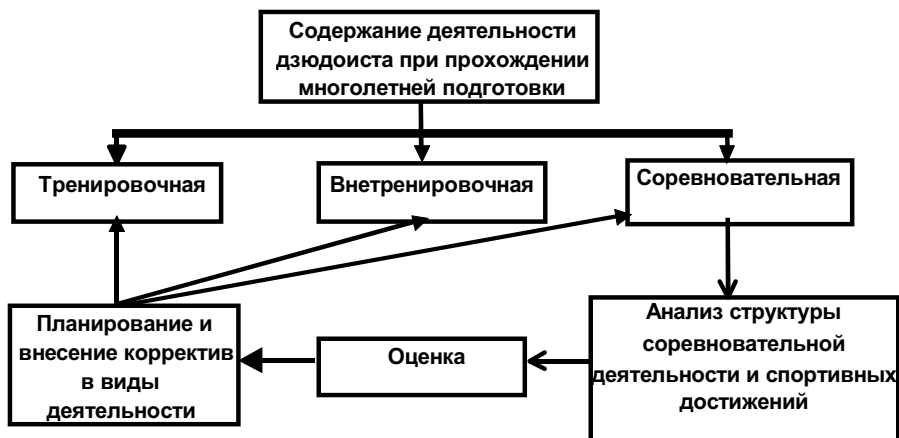 Содержание деятельности
дзюдоиста при прохождении
многолетней подготовки
Тренировочная
Внетренировочная
Соревновательная
Планирование и
внесение корректив
в виды
деятельности
Оценка
Анализ структуры
соревновательной
деятельности и спортивных
достижений